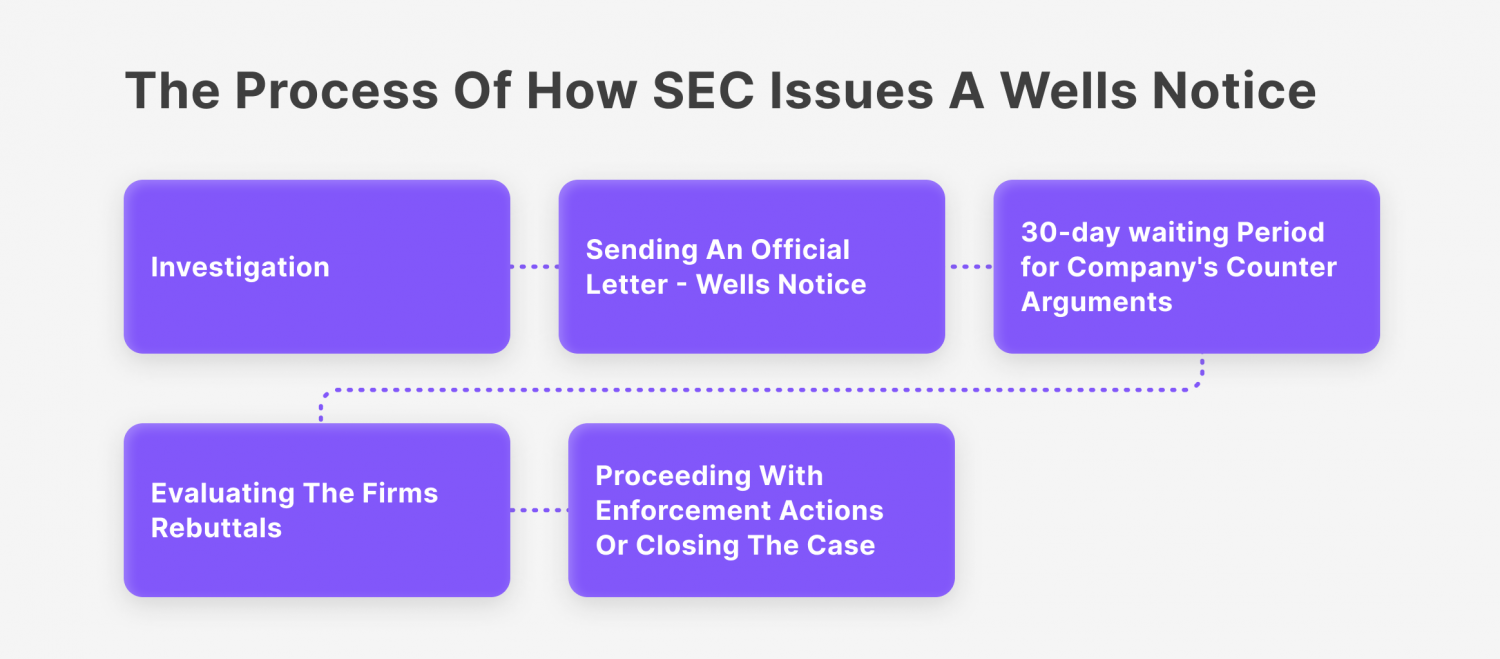 The Process Of How SEC Issues A Wells Notice
Investigation
Sending An Official
Letter - Wells Notice
30-day waiting Period
for Company's Counter
Arguments
Evaluating The Firms
Rebuttals
Proceeding With
Enforcement Actions
Or Closing The Case